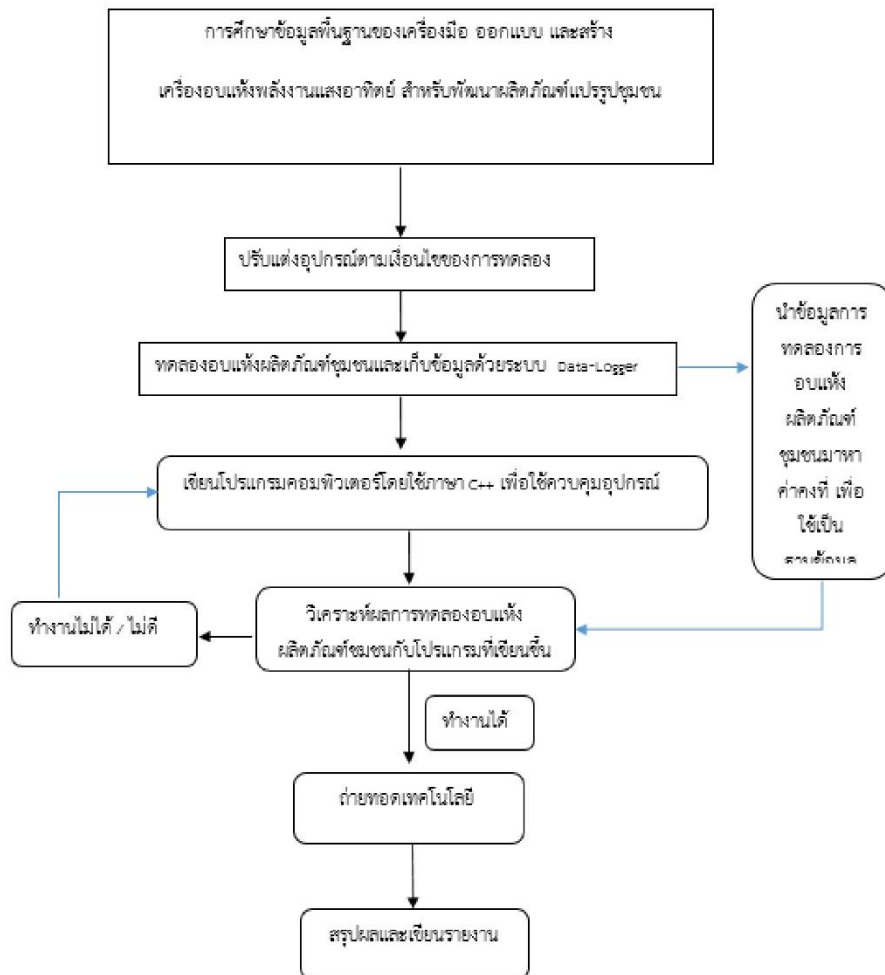 การศึกษาข้อมูลพื้นฐานของเครื่องมือ ออกแบบ และสร้าง
เครื่องอบแห้งพลังงานแสงอาทิตย์ สำหรับพัฒนาผลิตภัณฑ์แปรรูปชุมชน
ปรับแต่งอุปกรณ์ตามเงื่อนไขของการทดลอง
ทดลองอบแห้งผลิตภัณฑ์ชุมชนและเก็บข้อมูลด้วยระบบ Data-Logger
นำข้อมูลการ
ทดลองการ
อบแห้ง
ผลิตภัณฑ์
ชุมชนมาหา
ค่าคงที่ เพื่อ
ใช้เป็น
เขียนโปรแกรมคอมพิวเตอร์โดยใช้ภาษา C++ เพื่อใช้ควบคุมอุปกรณ์
วิเคราะห์ผลการทดลองอบแห้ง
ผลิตภัณฑ์ชุมชนกับโปรแกรมที่เขียนขึ้น
ทำงานไม่ได้ / ไม่ดี
ทำงานได้
ถ่ายทอดเทคโนโลยี
สรุปผลและเขียนรายงาน